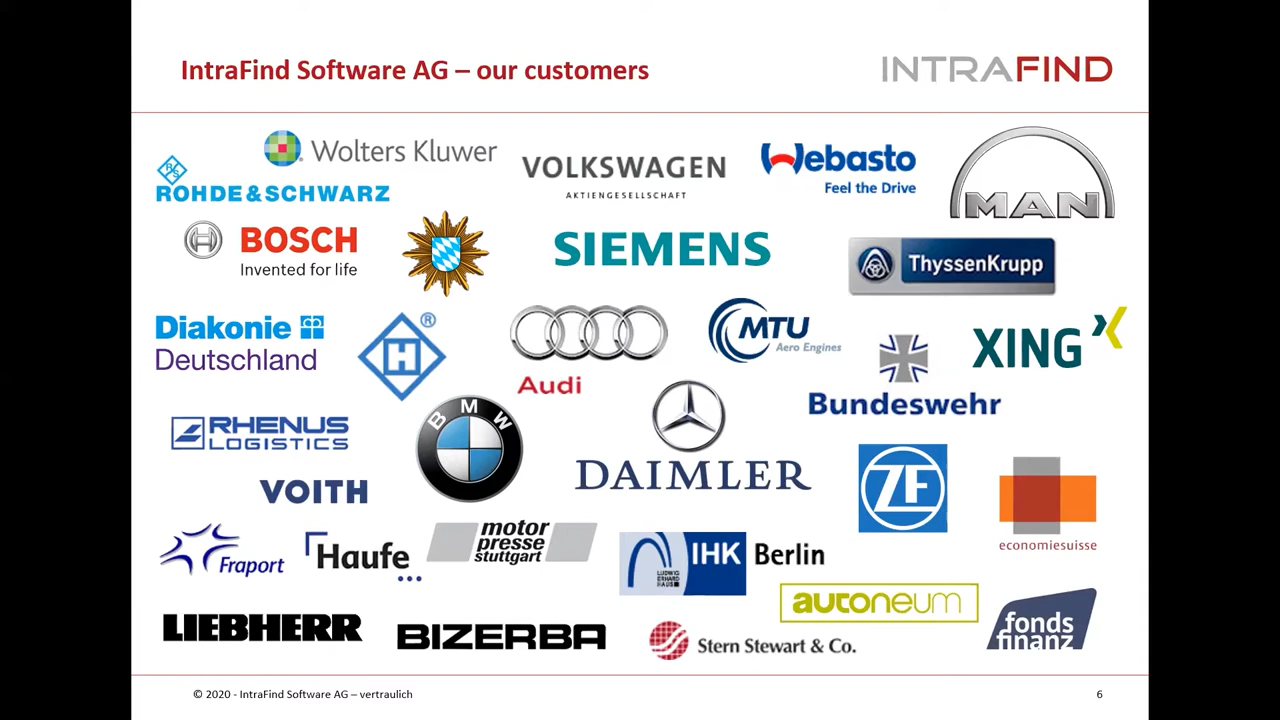 IntraFind Software AG – our customers
INTRAFIND
Wolters Kluwer
R&S
ROHDE & SCHWARZ
VOLKSWAGEN
AKTIENGESELLSCHAFT
Webasto
Feel the Drive
MAN
BOSCH
Invented for life
SIEMENS
ThyssenKrupp
Diakonie
Deutschland
H®
Audi
MTU
Aero Engines
XING
Bundeswehr
RHENUS
LOGISTICS
BMW
DAIMLER
VOITH
ZF
economiesuisse
Fraport
Haufe
motor
presse
stuttgart
LUDWIG
ERHARD
HAUS
IHK Berlin
autoneum
LIEBHERR
BIZERBA
Stern Stewart & Co.
fonds
finanz
© 2020 - IntraFind Software AG – vertraulich
6